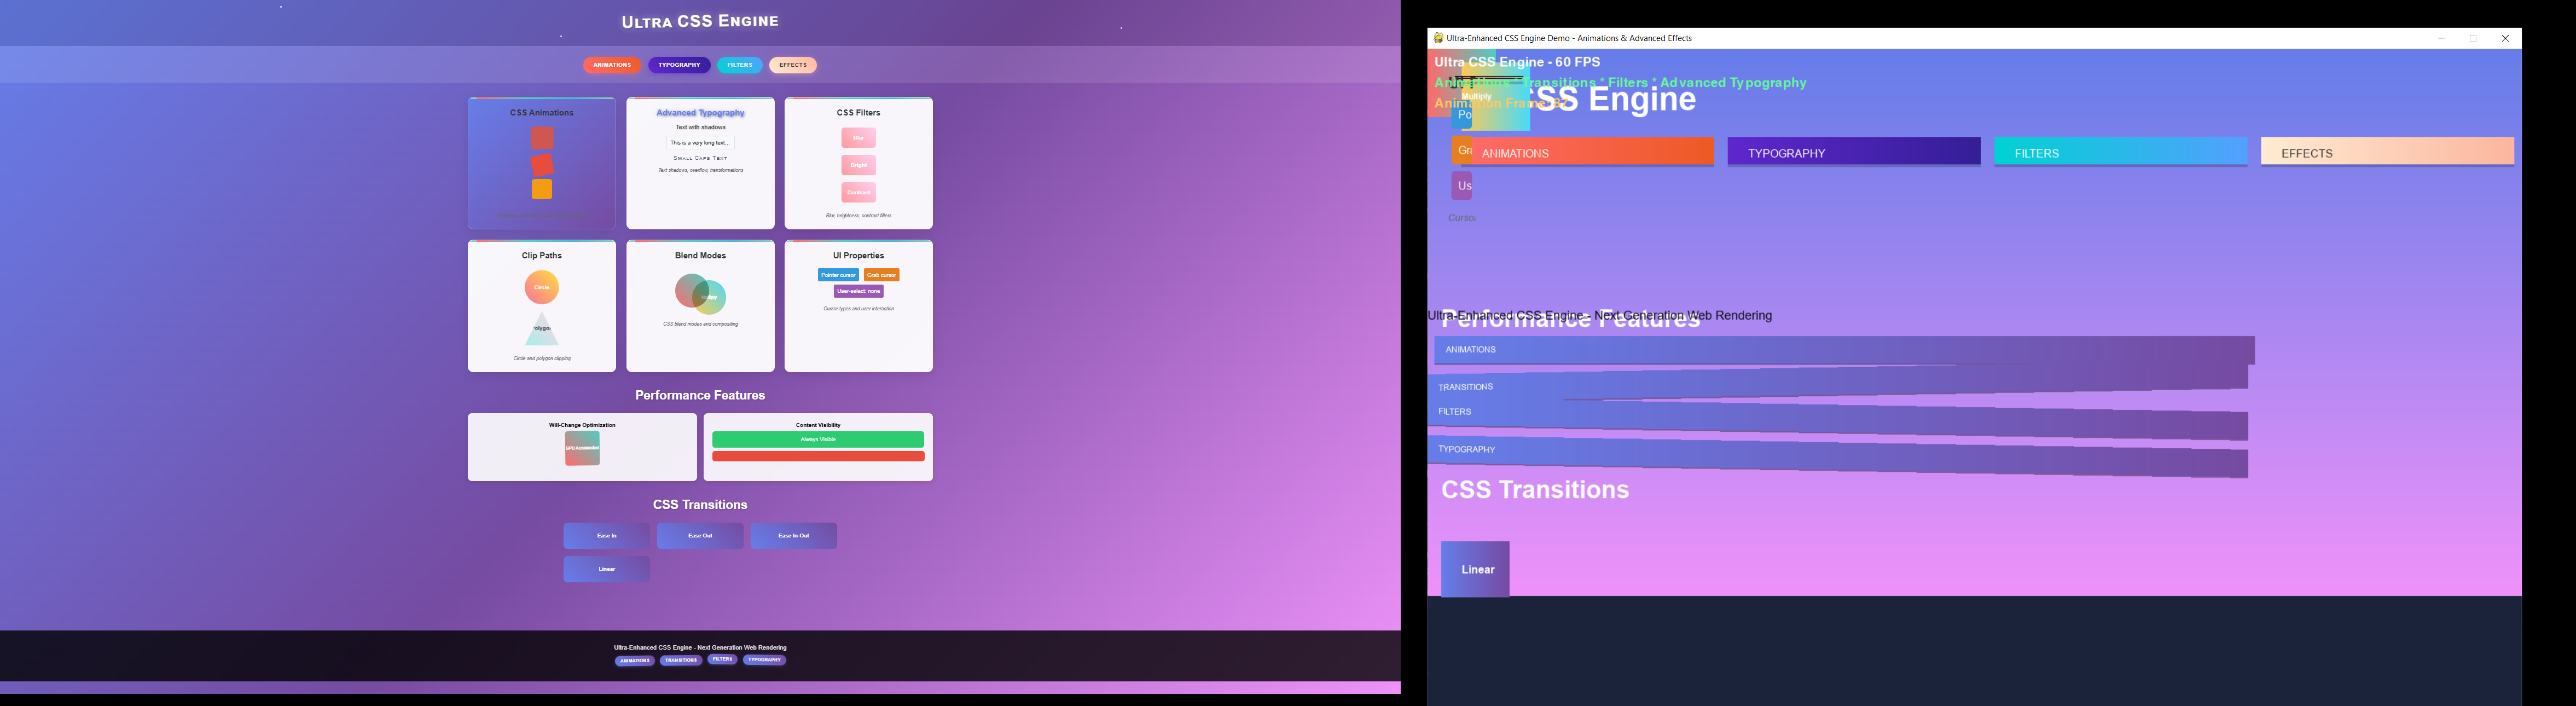 ULTRA CSS ENGINE
ANIMATIONS
TYPOGRAPHY
FILTERS
EFFECTS
CSS Animations
Advanced Typography
Text with shadows
This is a very long text...
SMALL CAPS TEXT
Text shadows, overflow, transformations
CSS Filters
Blur
Bright
Contrast
Blur, brightness, contrast filters
Clip Paths
Circle
Circle and polygon clipping
Blend Modes
CSS blend modes and compositing
UI Properties
Pointer cursor
Grab cursor
User-select: none
Cursor types and user interaction
Performance Features
Will-Change Optimization
GPU Accelerated
Content Visibility
Always Visible
CSS Transitions
Ease In
Ease Out
Ease In-Out
Linear
Ultra-Enhanced CSS Engine - Next Generation Web Rendering
ANIMATIONS
TRANSITIONS
FILTERS
TYPOGRAPHY
Ultra-Enhanced CSS Engine Demo - Animations & Advanced Effects
Ultra CSS Engine - 60 FPS
Animations * Transitions * Filters * Advanced Typography
Multiply
CSS Engine
Animation Frame: 87
Po
Gra
ANIMATIONS
TYPOGRAPHY
FILTERS
EFFECTS
Us
Curso
Ultra-Enhanced CSS Engine - Next Generation Web Rendering
Performance Features
ANIMATIONS
TRANSITIONS
FILTERS
TYPOGRAPHY
CSS Transitions
Linear